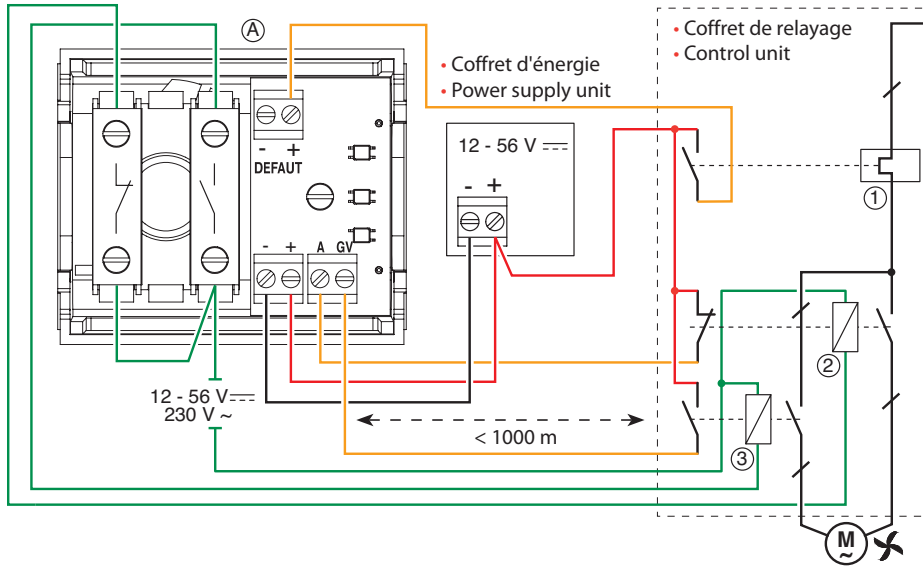 A
• Coffret d'énergie
• Power supply unit
• Coffret de relayage
• Control unit
- +
DEFAUT
12 - 56 V
- +
1
- + A GV
2
12 - 56 V
230 V ~
< 1000 m
3
M
~